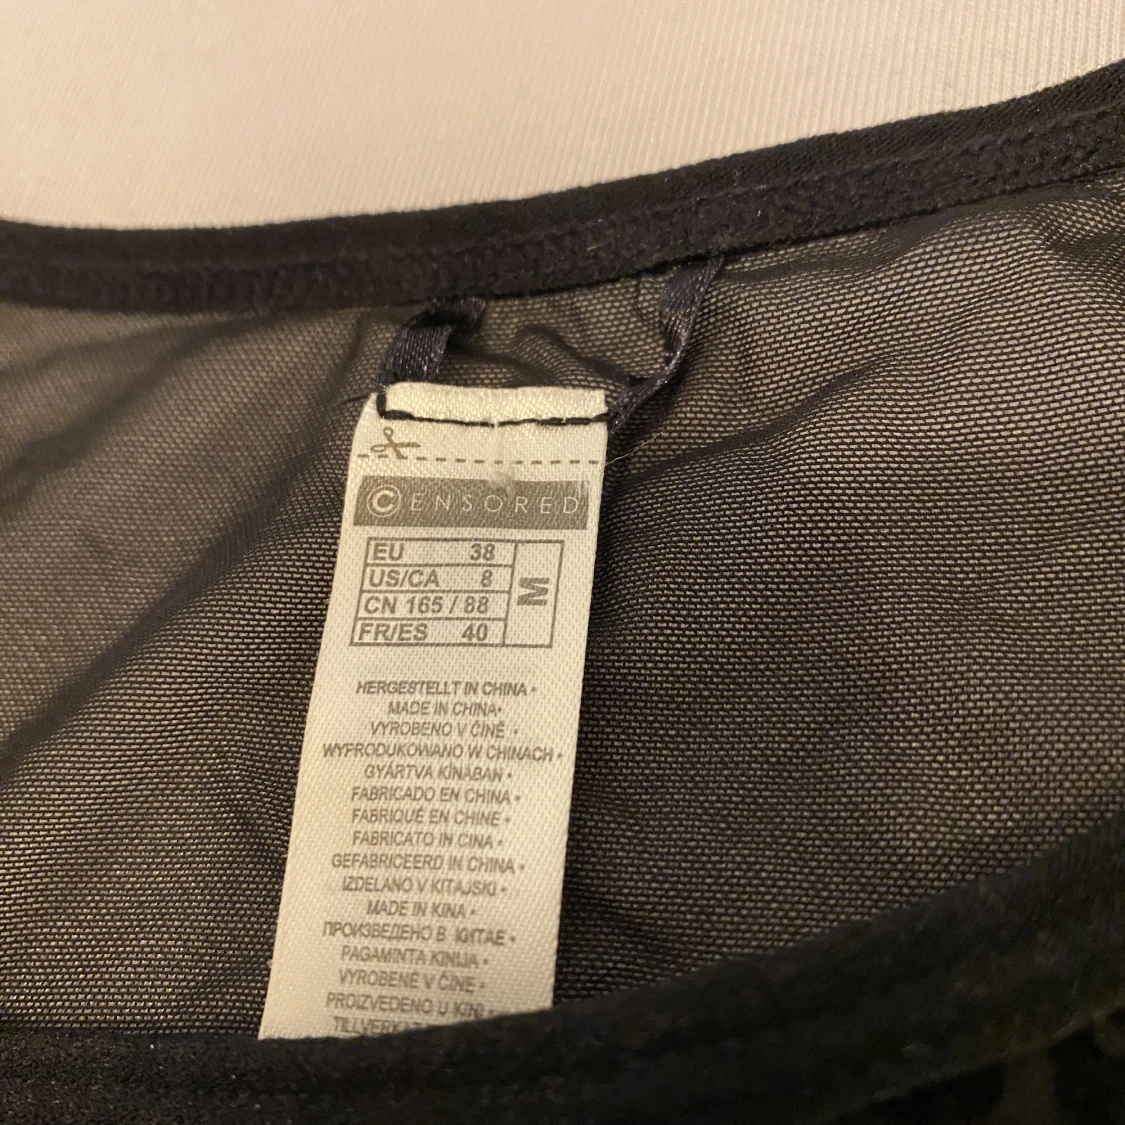 CENSORED
EU 38
US/CA 8
CN 165 / 88
FR/ES 40
M
HERGESTELLT IN CHINA •
MADE IN CHINA•
VYROBENO V ČÍNĚ •
WYPRODUKOWANO W CHINACH •
GYÁRTVA KÍNÁBAN •
FABRICADO EN CHINA •
FABRIQUÉ EN CHINE •
FABRICATO IN CINA •
GEFABRICEERD IN CHINA •
IZDELANO V KITAJSKI •
MADE IN KINA •
ПРОИЗВЕДЕНО В КИТАЕ •
PAGAMINTA KINIJA •
VYROBENÉ V ČÍNE •
PROIZVEDENO U